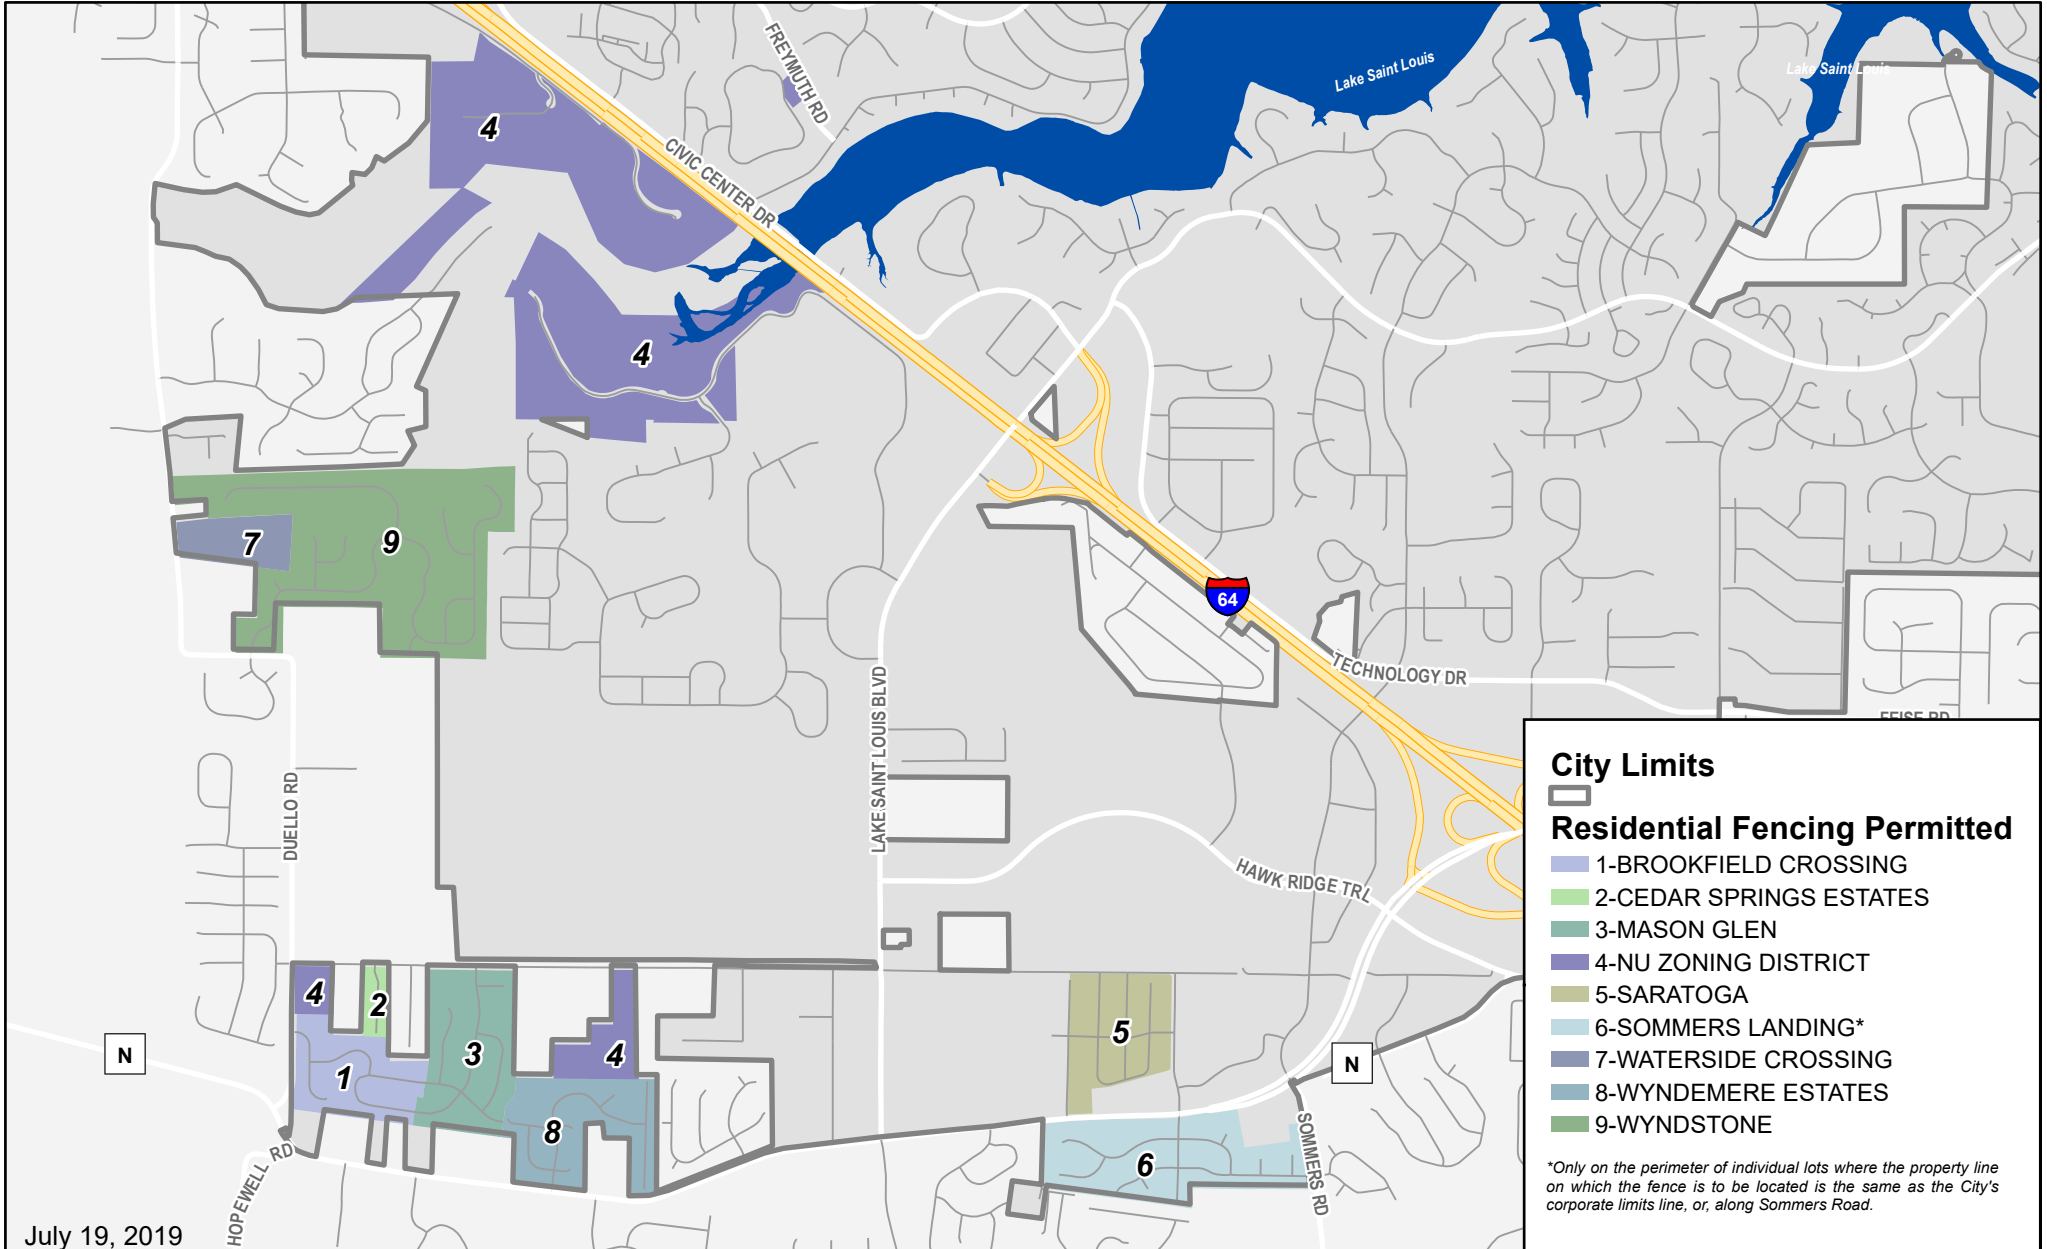 FREYMUTH RD
Lake Saint Louis
Lake Saint Louis
4
CIVIC CENTER DR
4
7
9
64
TECHNOLOGY DR
LAKE SAINT LOUIS BLVD
FEISE RD
DUELLO RD
HAWK RIDGE TRL
4
2
N
1
3
4
8
5
N
6
SOMMERS RD
HOPEWELL RD
July 19, 2019
City Limits
Residential Fencing Permitted
1-BROOKFIELD CROSSING
2-CEDAR SPRINGS ESTATES
3-MASON GLEN
4-NU ZONING DISTRICT
5-SARATOGA
6-SOMMERS LANDING*
7-WATERSIDE CROSSING
8-WYNDEMERE ESTATES
9-WYNDSTONE
*Only on the perimeter of individual lots where the property line
on which the fence is to be located is the same as the City's
corporate limits line, or, along Sommers Road.